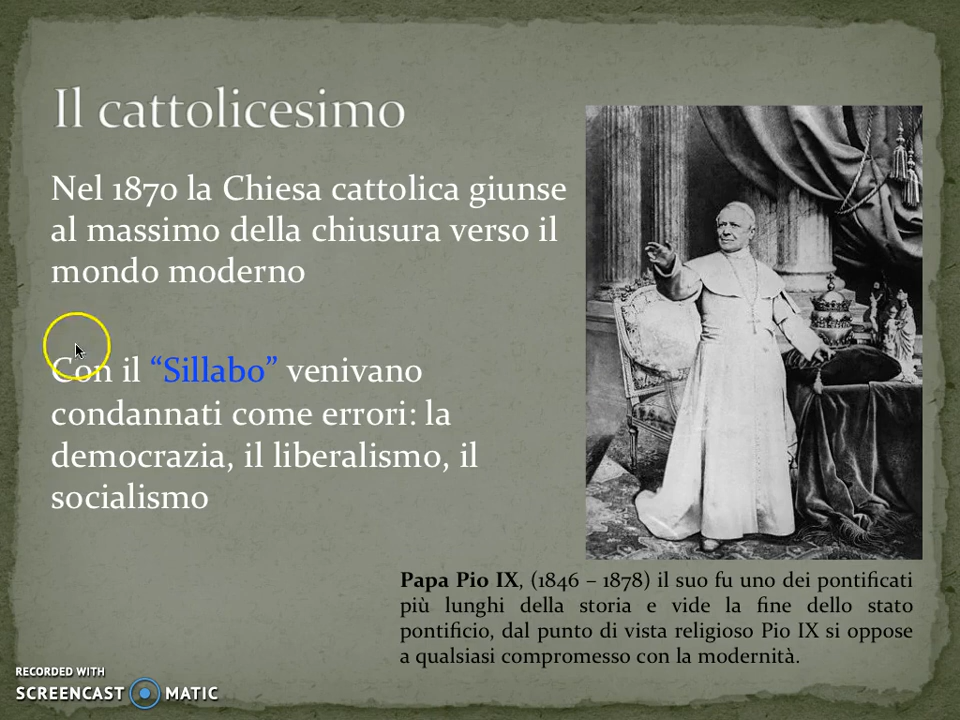 Il cattolicesimo
Nel 1870 la Chiesa cattolica giunse
al massimo della chiusura verso il
mondo moderno
Con il “Sillabo” venivano
condannati come errori: la
democrazia, il liberalismo, il
socialismo
Papa Pio IX, (1846 – 1878) il suo fu uno dei pontificati
più lunghi della storia e vide la fine dello stato
pontificio, dal punto di vista religioso Pio IX si oppose
a qualsiasi compromesso con la modernità.
RECORDED WITH
SCREENCAST MATIC